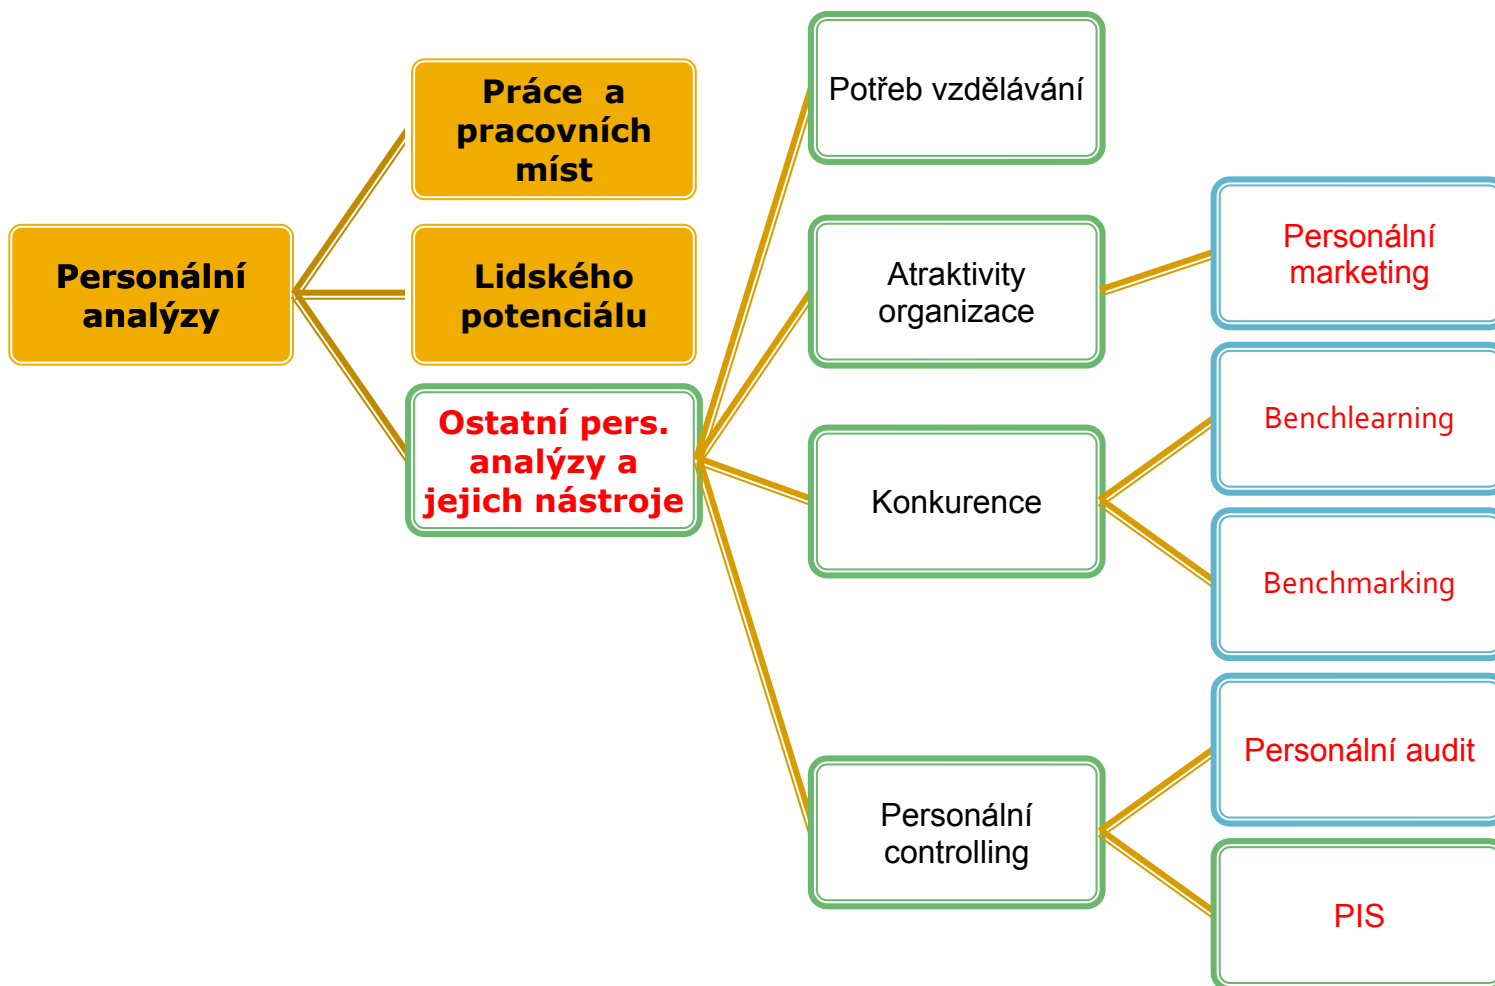 Personální
analýzy
Práce a
pracovních
míst
Lidského
potenciálu
Ostatní pers.
analýzy a
jejich nástroje
Potřeb vzdělávání
Atraktivity
organizace
Konkurence
Personální
controlling
Personální
marketing
Benchlearning
Benchmarking
Personální audit
PIS